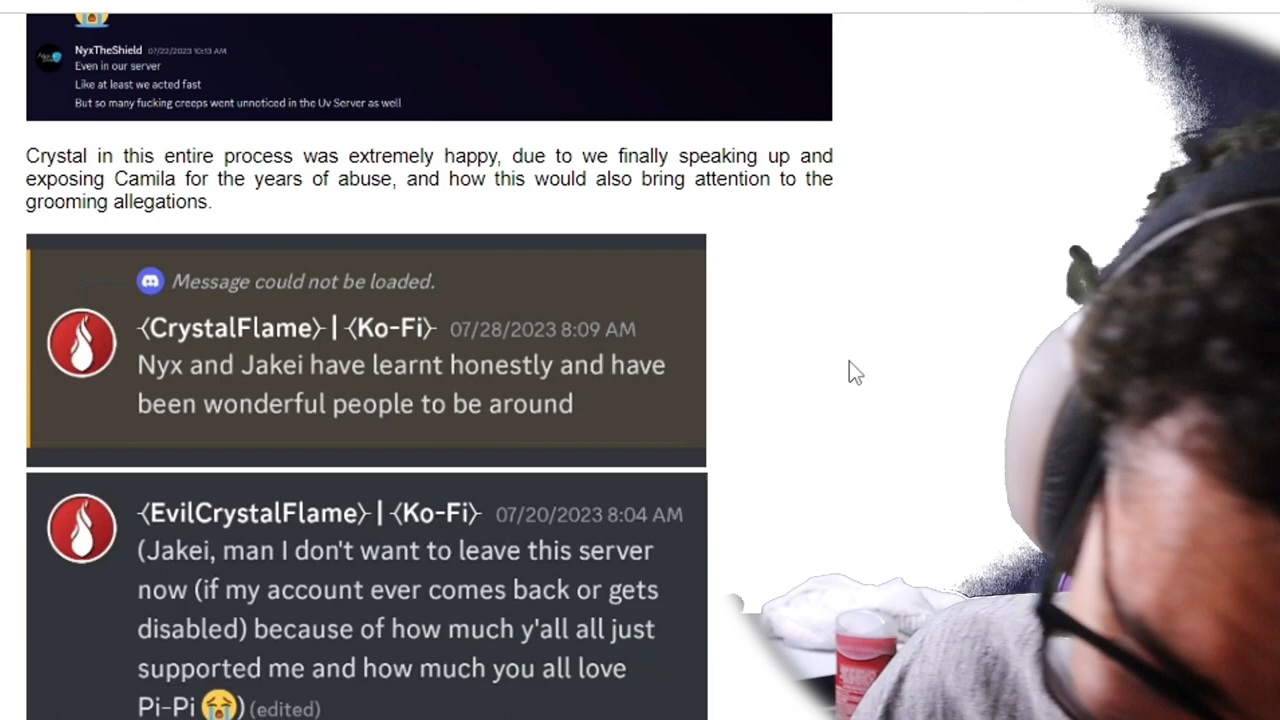 NyxTheShield 07/22/2023 10:13 AM
Even in our server
Like at least we acted fast
But so many fucking creeps went unnoticed in the Uv Server as well
Crystal in this entire process was extremely happy, due to we finally speaking up and
exposing Camila for the years of abuse, and how this would also bring attention to the
grooming allegations.
Message could not be loaded.
-<CrystalFlame>-|-<Ko-Fi>- 07/28/2023 8:09 AM
Nyx and Jakei have learnt honestly and have
been wonderful people to be around
-<EvilCrystalFlame>-|-<Ko-Fi>- 07/20/2023 8:04 AM
(Jakei, man I don't want to leave this server
now (if my account ever comes back or gets
disabled) because of how much y'all all just
supported me and how much you all love
Pi-Pi 😭) (edited)